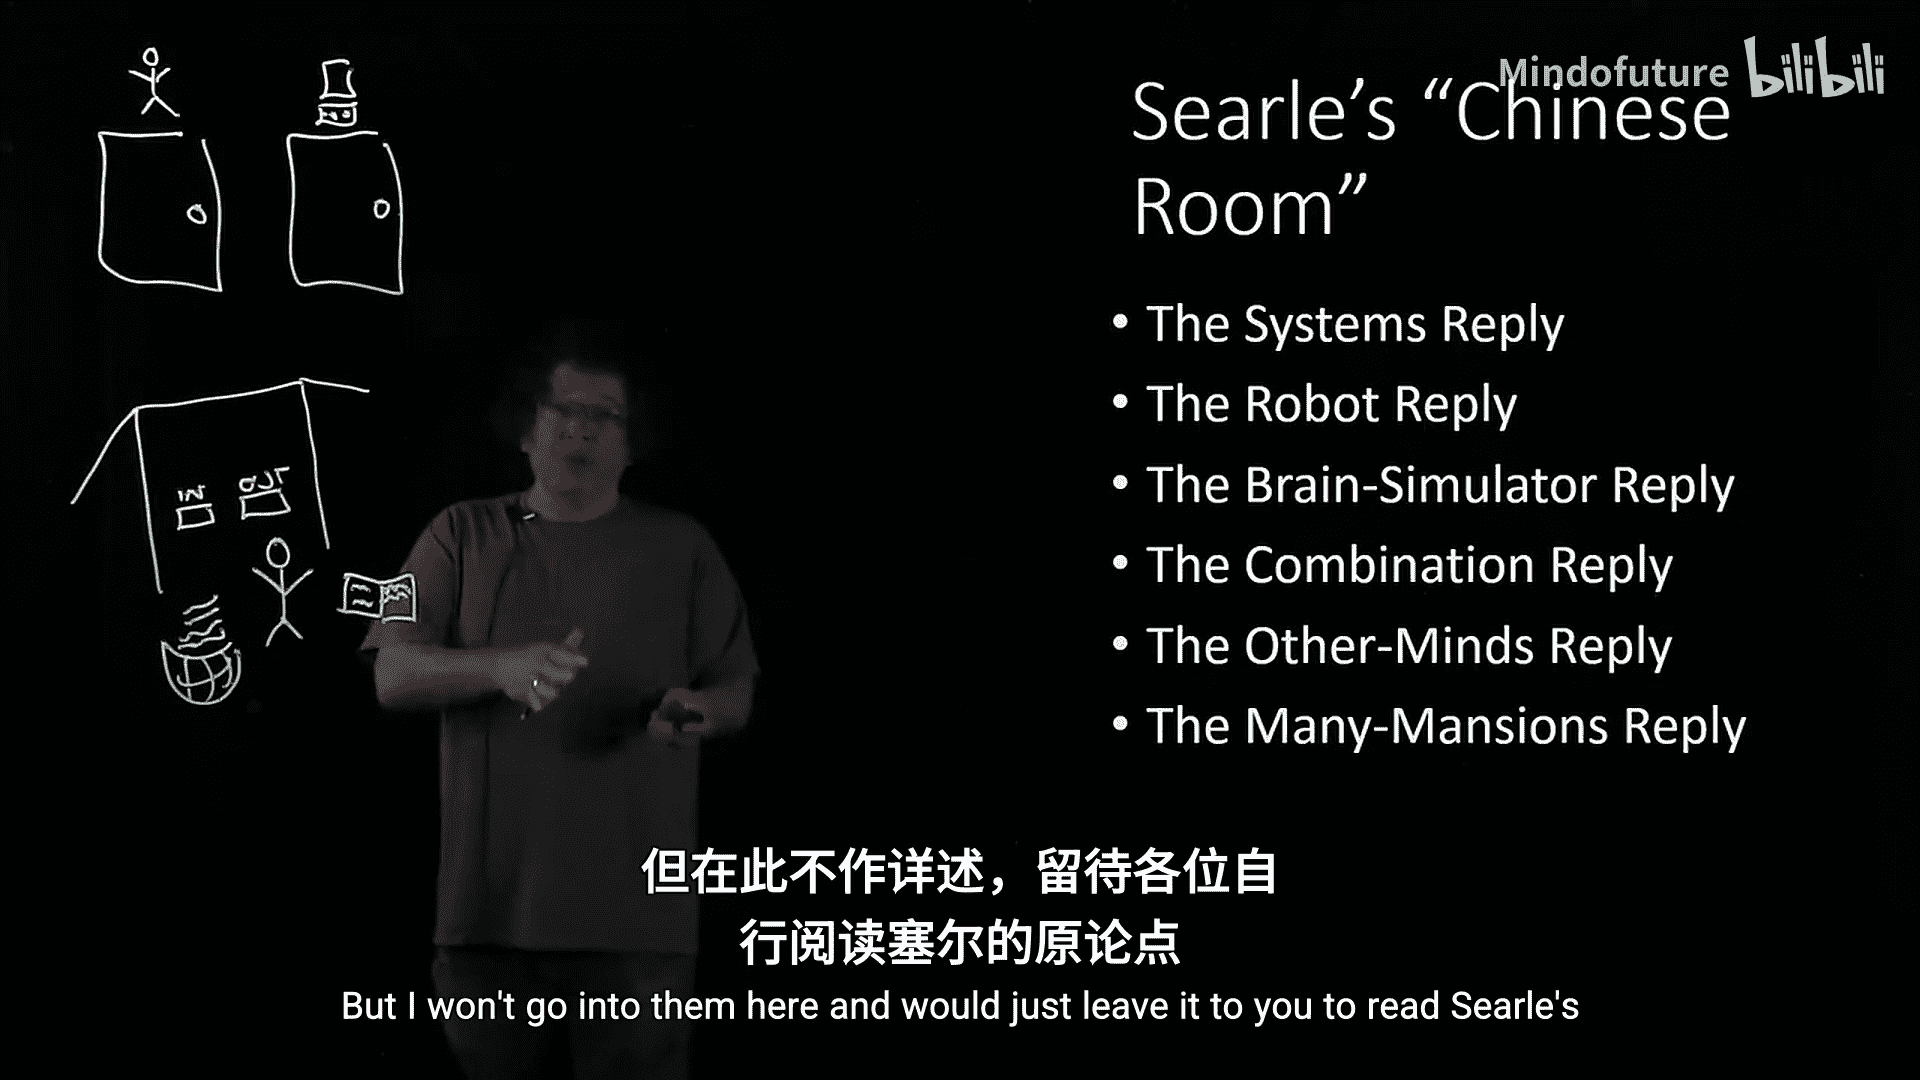 Mindofuture bilibili
Searle's “Chinese
Room”
• The Systems Reply
• The Robot Reply
• The Brain-Simulator Reply
• The Combination Reply
• The Other-Minds Reply
• The Many-Mansions Reply
IN OUT
但在此不作详述，留待各位自
行阅读塞尔的原论点
But I won't go into them here and would just leave it to you to read Searle's